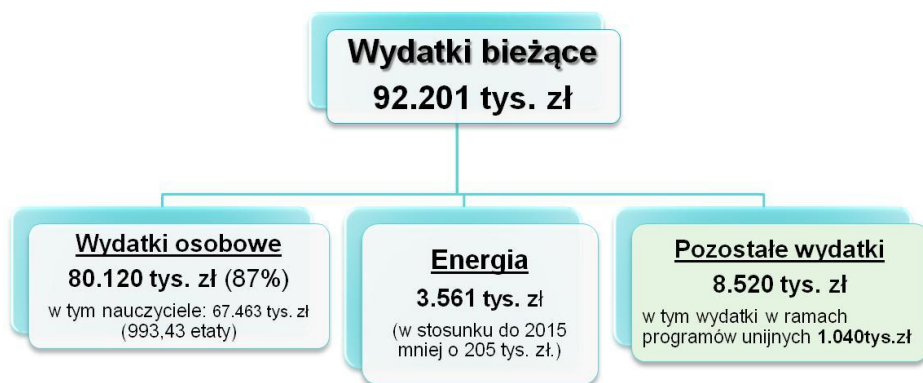 Wydatki bieżące
92.201 tys. zł
Wydatki osobowe
80.120 tys. zł (87%)
w tym nauczyciele: 67.463 tys. zł
(993,43 etaty)
Energia
3.561 tys. zł
(w stosunku do 2015
mniej o 205 tys. zł.)
Pozostałe wydatki
8.520 tys. zł
w tym wydatki w ramach
programów unijnych 1.040tys.zł